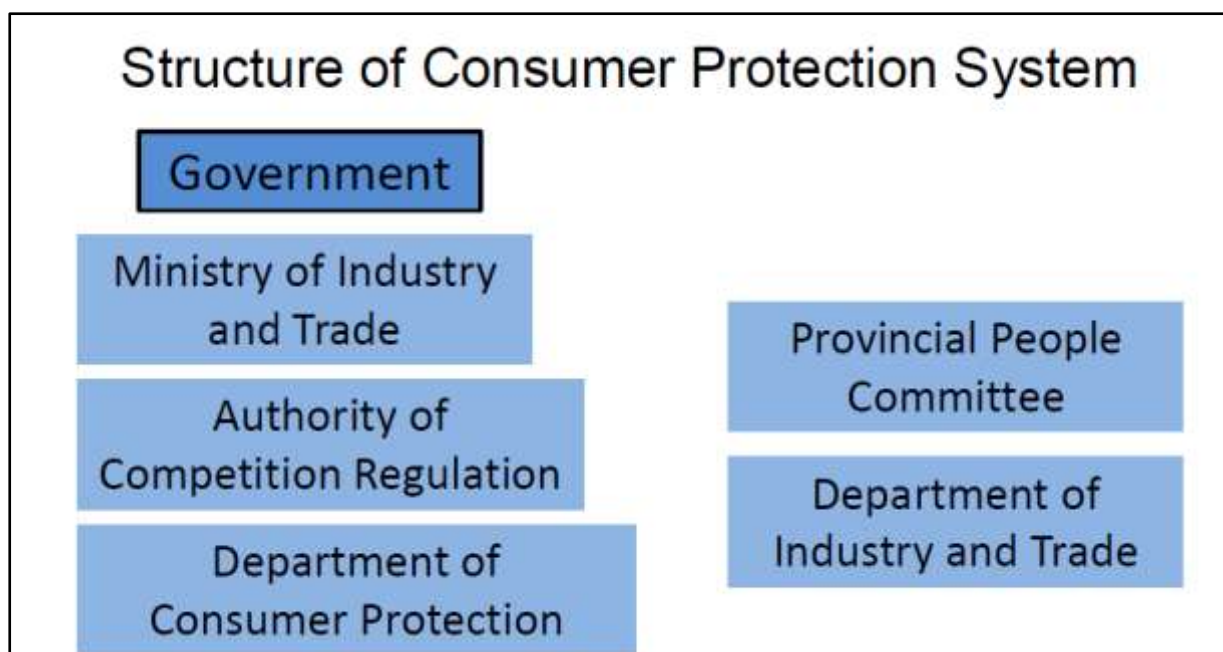 Structure of Consumer Protection System
Government
Ministry of Industry
and Trade
Authority of
Competition Regulation
Department of
Consumer Protection
Provincial People
Committee
Department of
Industry and Trade